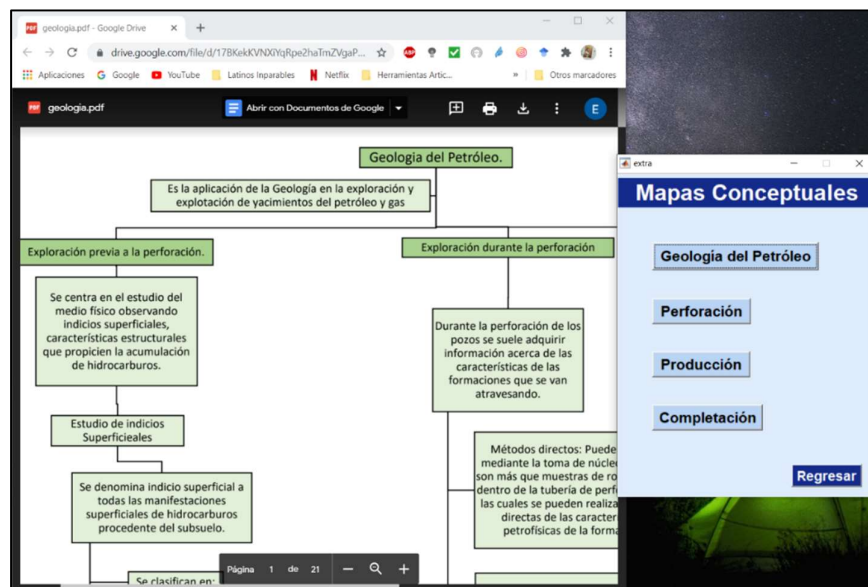 geologia.pdf - Google Drive
drive.google.com/file/d/17BKekKVNXiYqRpe2haTmZVgaP...
ABP
Aplicaciones
Google
YouTube
Latinos Inparables
Netflix
Herramientas Artic...
»
Otros marcadores
PDF
geologia.pdf
Abrir con Documentos de Google
E
Geologia del Petróleo.
Es la aplicación de la Geología en la exploración y
explotación de yacimientos del petróleo y gas
Exploración previa a la perforación.
Se centra en el estudio del
medio físico observando
indicios superficiales,
características estructurales
que propicien la acumulación
de hidrocarburos.
Estudio de indicios
Superficieales
Se denomina indicio superficial a
todas las manifestaciones
superficiales de hidrocarburos
procedente del subsuelo.
Se clasifican en:
Exploración durante la perforación
Durante la perforación de los
pozos se suele adquirir
información acerca de las
características de las
formaciones que se van
atravesando.
Métodos directos: Puede
mediante la toma de núcle
son más que muestras de ro
dentro de la tubería de perf
las cuales se pueden realiza
directas de las caracterí
petrofísicas de la forma
Página 1 de 21
extra
Mapas Conceptuales
Geología del Petróleo
Perforación
Producción
Completación
Regresar